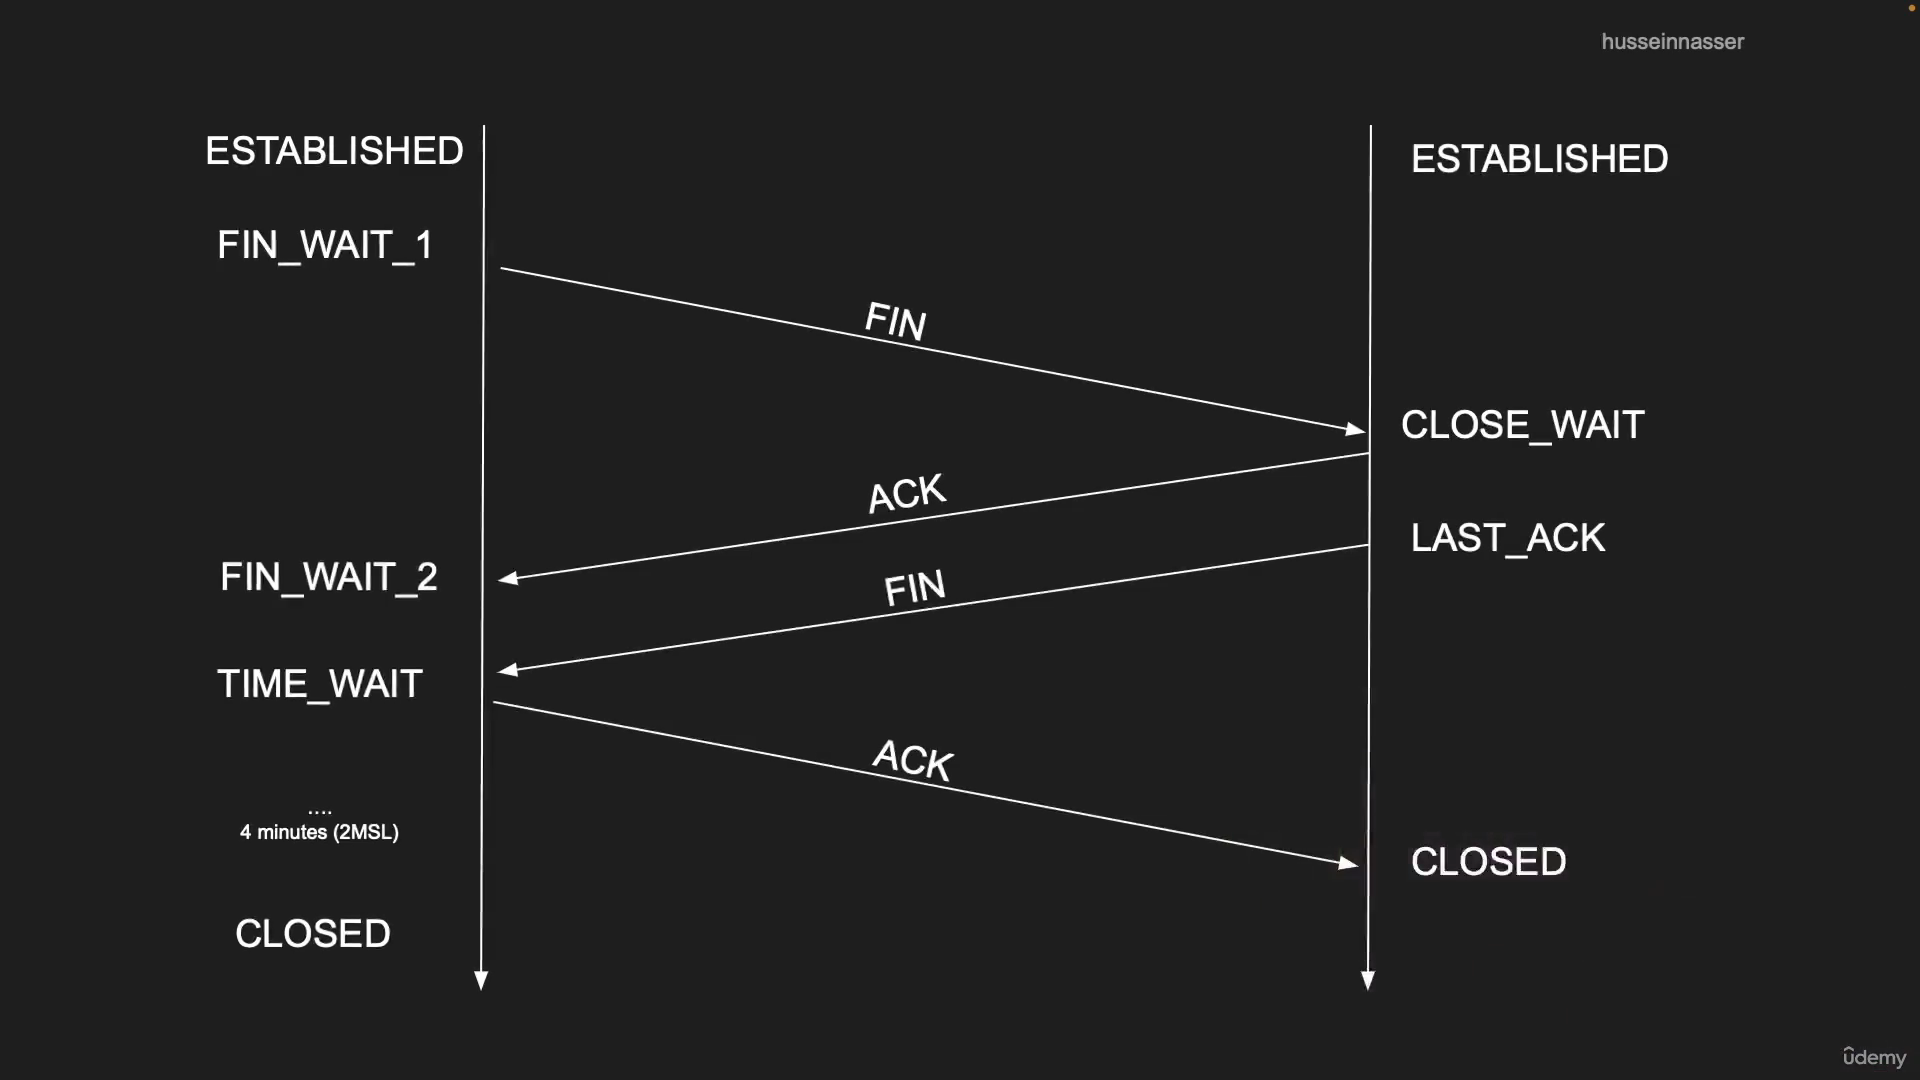 husseinnasser
ESTABLISHED
ESTABLISHED
FIN_WAIT_1
FIN
CLOSE_WAIT
ACK
LAST_ACK
FIN_WAIT_2
FIN
TIME_WAIT
ACK
....
4 minutes (2MSL)
CLOSED
CLOSED
ûdemy